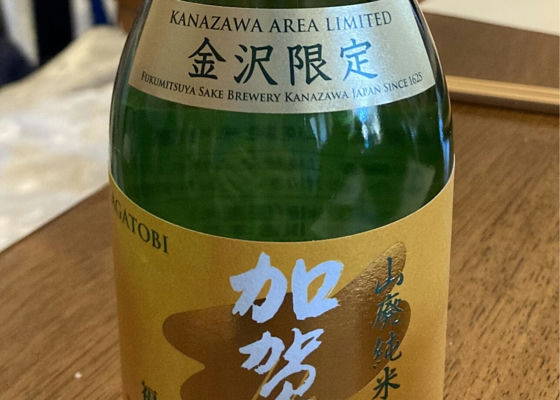 KANAZAWA AREA LIMITED
金沢限定
FUKUMITSUYA SAKE BREWERY KANAZAWA JAPAN SINCE 1625
AGATOBI
加賀
山廃純米